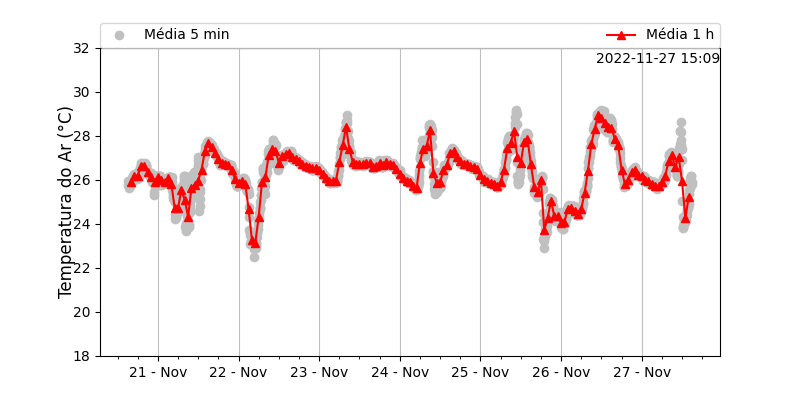 Média 5 min
Média 1 h
2022-11-27 15:09
Temperatura do Ar (°C)
32
30
28
26
24
22
20
18
21 - Nov
22 - Nov
23 - Nov
24 - Nov
25 - Nov
26 - Nov
27 - Nov